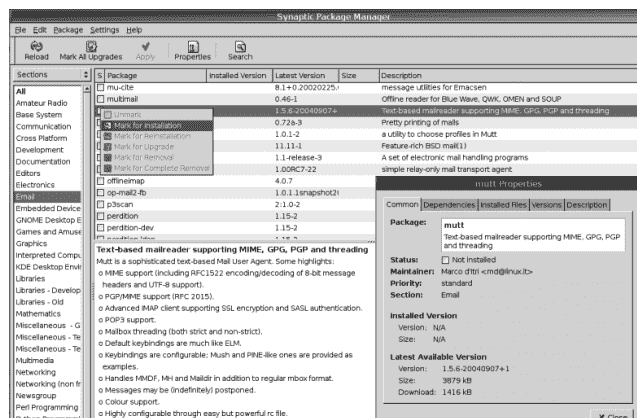 Synaptic Package Manager
File Edit Package Settings Help
Reload Mark All Upgrades Apply Properties Search
Sections
All
Amateur Radio
Base System
Communication
Cross Platform
Development
Documentation
Editors
Electronics
Email
Embedded Device
GNOME Desktop E
Games and Amuse
Graphics
Interpreted Compu
KDE Desktop Envir
Libraries
Libraries - Develop
Libraries - Old
Mathematics
Miscellaneous - G
Miscellaneous - Te
Miscellaneous - Te
Multimedia
Networking
Networking (non fr
Newsgroup
Perl Programming
S Package Installed Version Latest Version Size Description
mu-cite 8.1+0.20020225. message utilities for Emacsen
multimail 0.46-1 Offline reader for Blue Wave, QWK, OMEN and SOUP
1.5.6-20040907+ Text-based mailreader supporting MIME, GPG, PGP and threading
0.72a-3 Pretty printing of mails
1.0.1-2 a utility to choose profiles in Mutt
11.11-1 Feature-rich BSD mail(1)
1.1-release-3 A set of electronic mail handling programs
1.00RC7-22 simple relay-only mail transport agent
offlineimap 4.0.7
op-mail2-fb 1.0.1.1snapshot2
p3scan 2:1.0-2
perdition 1.15-2
perdition-dev 1.15-2
Unmark
Mark for Installation
Mark for Reinstallation
Mark for Upgrade
Mark for Removal
Mark for Complete Removal
Text-based mailreader supporting MIME, GPG, PGP and threading
Mutt is a sophisticated text-based Mail User Agent. Some highlights:
o MIME support (including RFC1522 encoding/decoding of 8-bit message
headers and UTF-8 support).
o PGP/MIME support (RFC 2015).
o Advanced IMAP client supporting SSL encryption and SASL authentication.
o POP3 support.
o Mailbox threading (both strict and non-strict).
o Default keybindings are much like ELM.
o Keybindings are configurable; Mush and PINE-like ones are provided as
examples.
o Handles MMDF, MH and Maildir in addition to regular mbox format.
o Messages may be (indefinitely) postponed.
o Colour support.
o Highly configurable through easy but powerful rc file.
mutt Properties
Common Dependencies Installed Files Versions Description
Package: mutt
Text-based mailreader supporting MIME, GPG, PGP
and threading
Status: Not Installed
Maintainer: Marco d'Itri <md@linux.it>
Priority: standard
Section: Email
Installed Version
Version: N/A
Size: N/A
Latest Available Version
Version: 1.5.6-20040907+1
Size: 3879 kB
Download: 1416 kB
Close